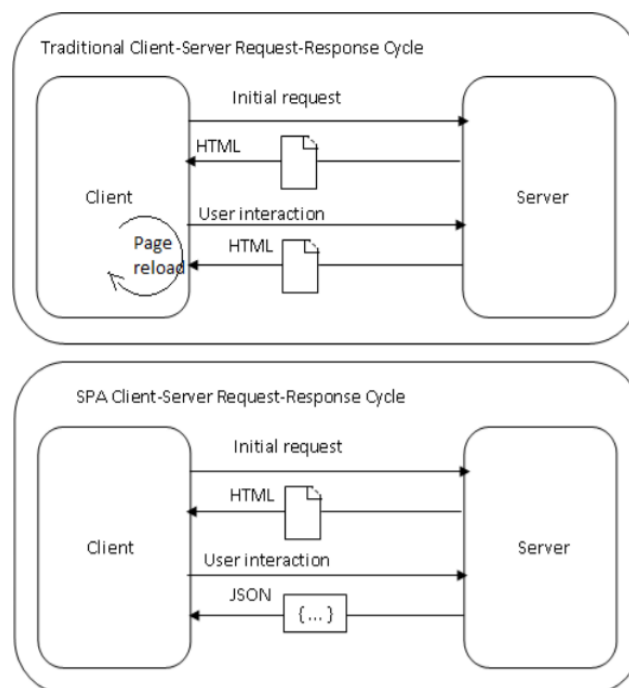 Traditional Client-Server Request-Response Cycle
Initial request
HTML
Client
Server
User interaction
Page
reload
HTML
SPA Client-Server Request-Response Cycle
Initial request
HTML
Client
Server
User interaction
JSON
{...}